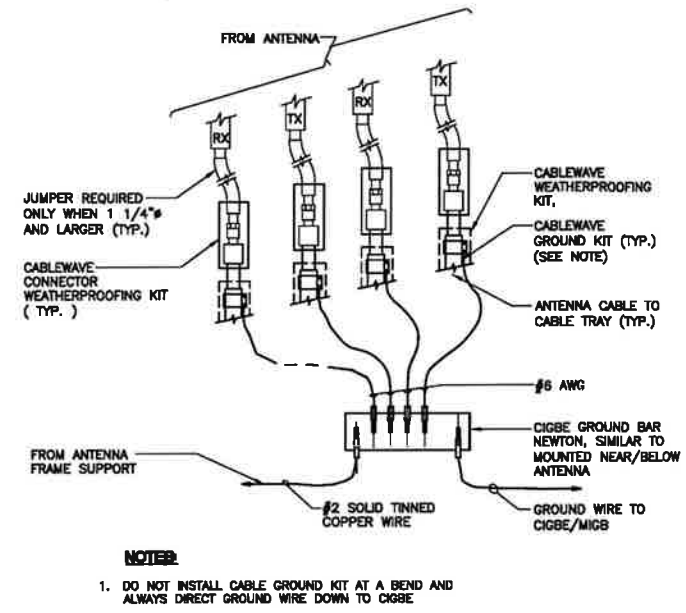 FROM ANTENNA
RX
TX
RX
TX
JUMPER REQUIRED
ONLY WHEN 1 1/4"ø
AND LARGER (TYP.)
CABLEWAVE
CONNECTOR
WEATHERPROOFING KIT
( TYP. )
CABLEWAVE
WEATHERPROOFING
KIT,
CABLEWAVE
GROUND KIT (TYP.)
(SEE NOTE)
ANTENNA CABLE TO
CABLE TRAY (TYP.)
#6 AWG
CIGBE GROUND BAR
NEWTON, SIMILAR TO
MOUNTED NEAR/BELOW
ANTENNA
FROM ANTENNA
FRAME SUPPORT
#2 SOLID TINNED
COPPER WIRE
GROUND WIRE TO
CIGBE/MIGB
NOTES:
1. DO NOT INSTALL CABLE GROUND KIT AT A BEND AND
ALWAYS DIRECT GROUND WIRE DOWN TO CIGBE